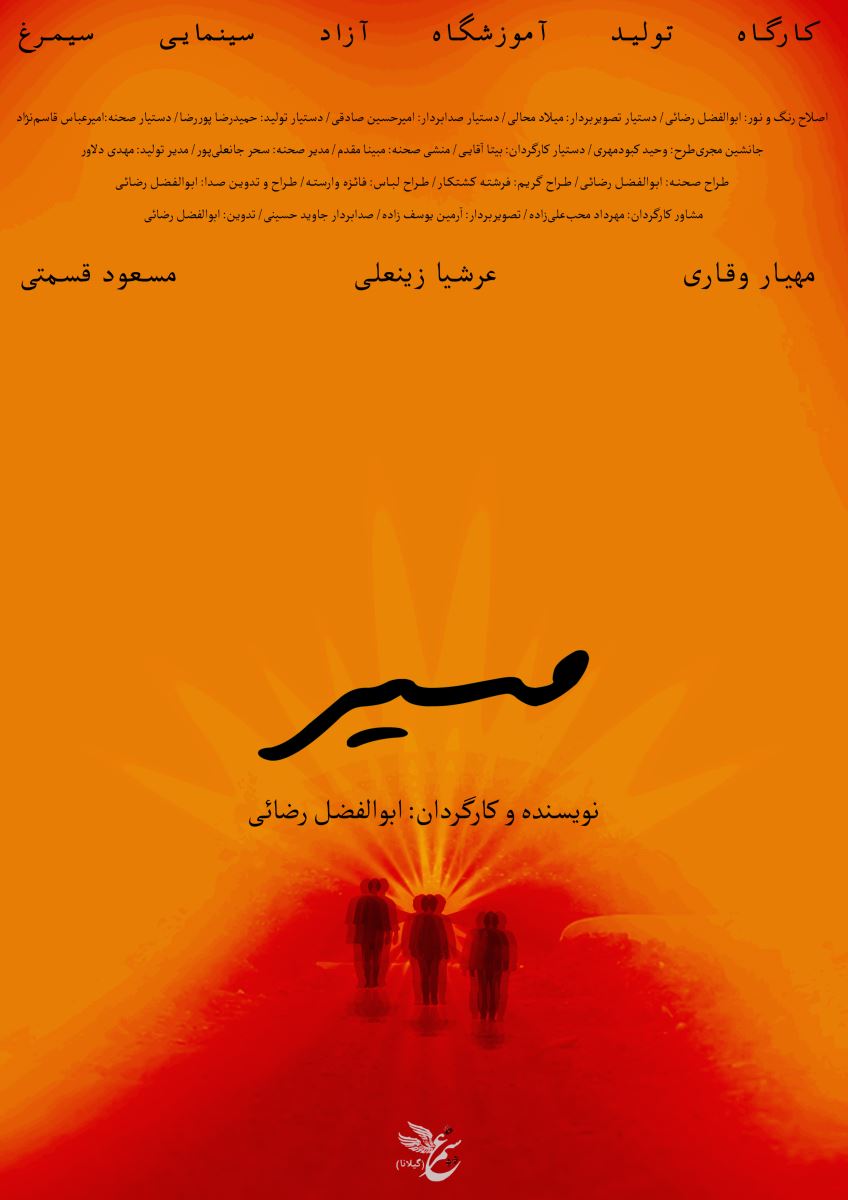 کارگاه تولید آموزشگاه آزاد سینمایی سیمرغ
اصلاح رنگ و نور: ابوالفضل رضائی/ دستیار تصویربردار: میلاد محالی/ دستیار صدابردار: امیرحسین صادقی/ دستیار تولید: حمیدرضا پوررضا/ دستیار صحنه:امیرعباس قاسم‌نژاد
جانشین مجری‌طرح: وحید کبودمهری/ دستیار کارگردان: بیتا آقایی/ منشی صحنه: مبینا مقدم/ مدیر صحنه: سحر جانعلی‌پور/ مدیر تولید: مهدی دلاور
طراح صحنه: ابوالفضل رضائی/ طراح گریم: فرشته کشتکار/ طراح لباس: فائزه وارسته/ طراح و تدوین صدا: ابوالفضل رضائی
مشاور کارگردان: مهرداد محب‌علی‌زاده/ تصویربردار: آرمین یوسف زاده/ صدابردار جاوید حسینی/ تدوین: ابوالفضل رضائی
مهیار وقاری عرشیا زینعلی مسعود قسمتی
مسیر
نویسنده و کارگردان: ابوالفضل رضائی
سیمرغ
(گیلانا)